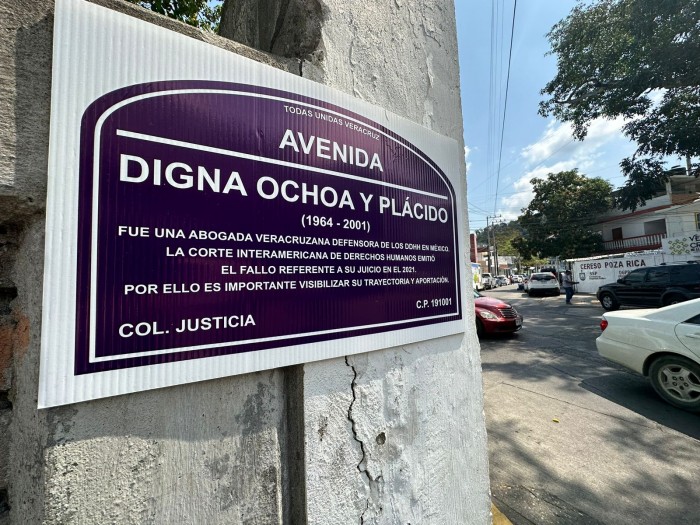 TODAS UNIDAS VERACRUZ
AVENIDA
DIGNA OCHOA Y PLÁCIDO
(1964 - 2001)
FUE UNA ABOGADA VERACRUZANA DEFENSORA DE LOS DDHH EN MÉXICO.
LA CORTE INTERAMERICANA DE DERECHOS HUMANOS EMITIÓ
EL FALLO REFERENTE A SU JUICIO EN EL 2021.
POR ELLO ES IMPORTANTE VISIBILIZAR SU TRAYECTORIA Y APORTACIÓN.
COL. JUSTICIA
C.P. 191001
CERESO POZA RICA
SSP